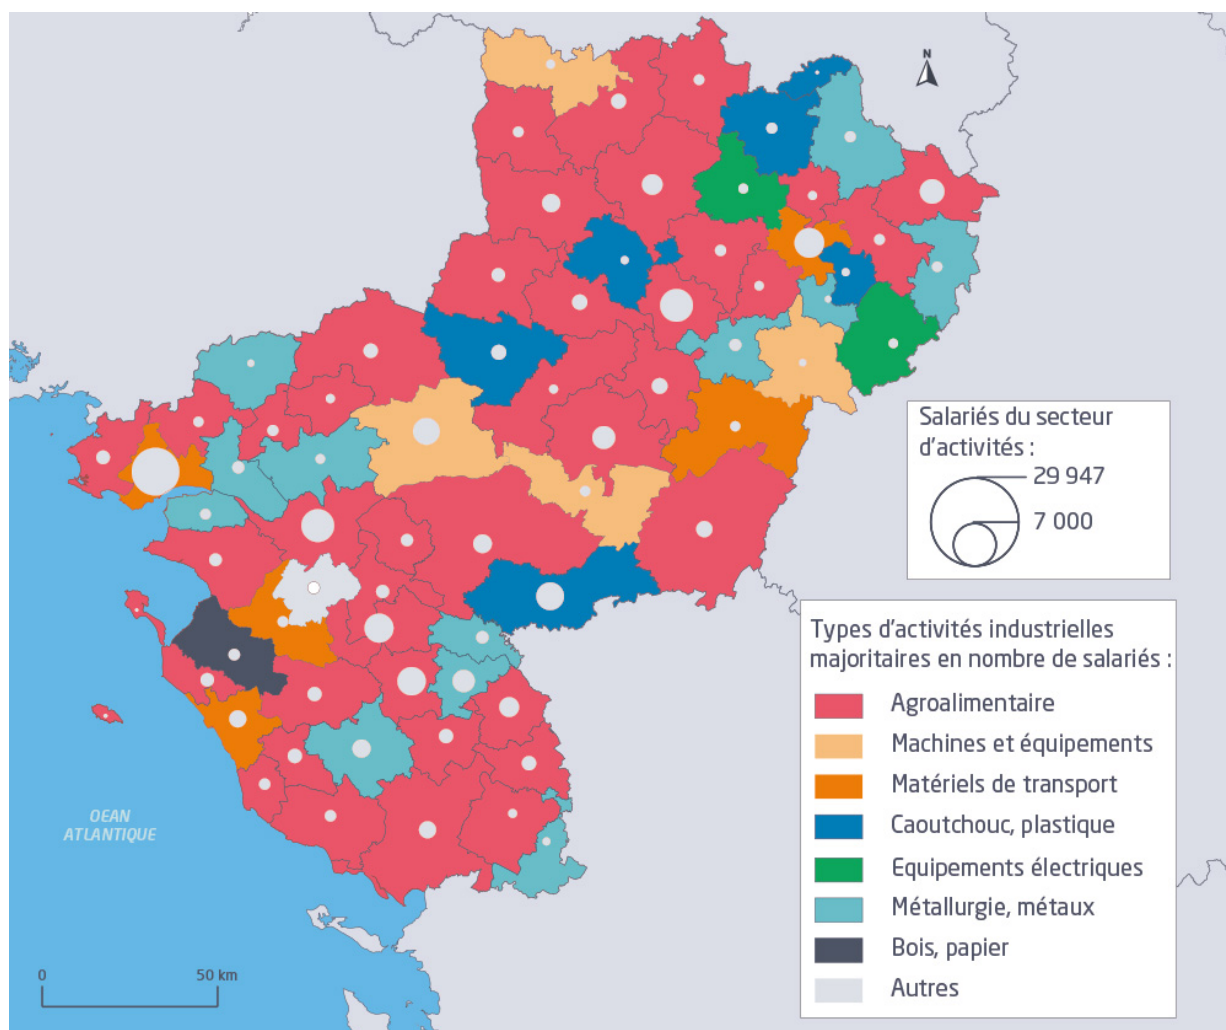 N
Salariés du secteur
d'activités :
29 947
7 000
Types d'activités industrielles
majoritaires en nombre de salariés :
Agroalimentaire
Machines et équipements
Matériels de transport
Caoutchouc, plastique
Equipements électriques
Métallurgie, métaux
Bois, papier
Autres
OEAN
ATLANTIQUE
0 50 km